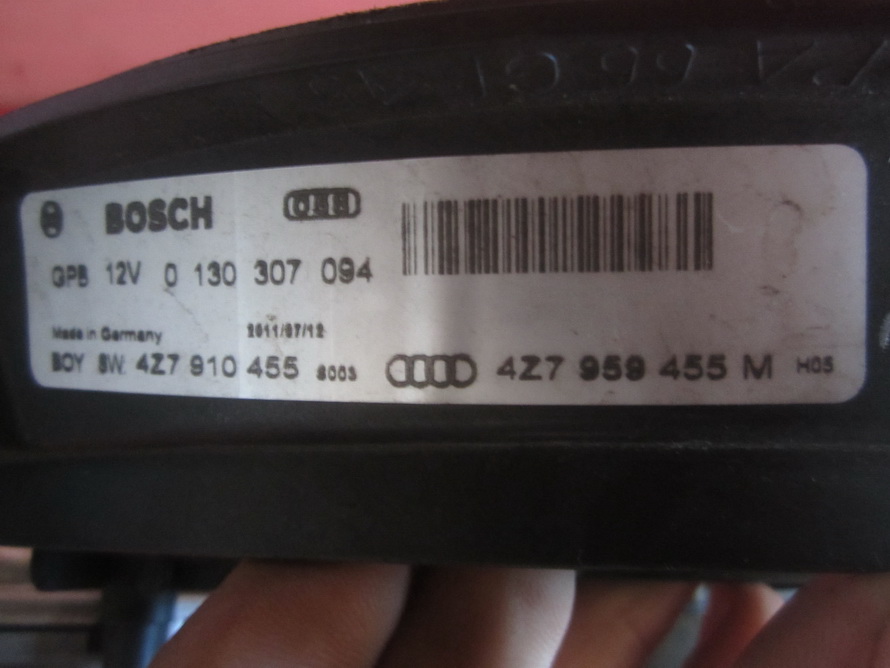 BOSCH
GPB 12V 0 130 307 094
Made in Germany 2011/07/12
BOY SW. 4Z7 910 455 8003 4Z7 959 455 M H05